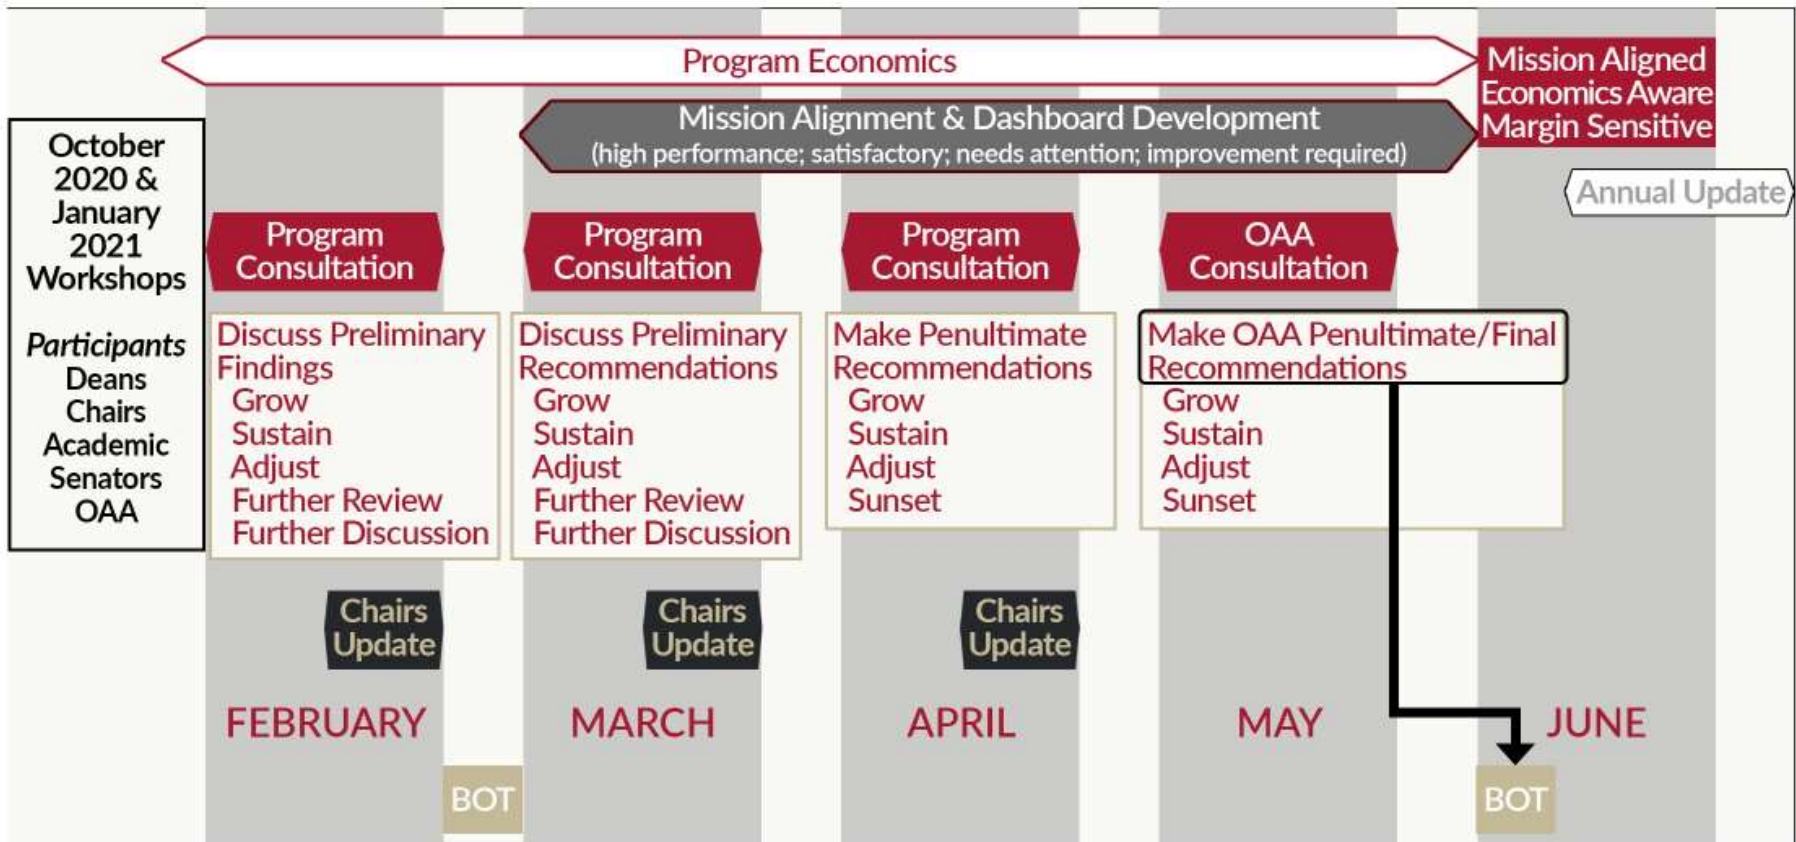 Program Economics
Mission Aligned
Economics Aware
Margin Sensitive
Mission Alignment & Dashboard Development
(high performance; satisfactory; needs attention; improvement required)
Annual Update
October
2020 &
January
2021
Workshops
Participants
Deans
Chairs
Academic
Senators
OAA
Program
Consultation
Discuss Preliminary
Findings
Grow
Sustain
Adjust
Further Review
Further Discussion
Chairs
Update
FEBRUARY
BOT
Program
Consultation
Discuss Preliminary
Recommendations
Grow
Sustain
Adjust
Further Review
Further Discussion
Chairs
Update
MARCH
Program
Consultation
Make Penultimate
Recommendations
Grow
Sustain
Adjust
Sunset
Chairs
Update
APRIL
OAA
Consultation
Make OAA Penultimate/Final
Recommendations
Grow
Sustain
Adjust
Sunset
MAY
JUNE
BOT